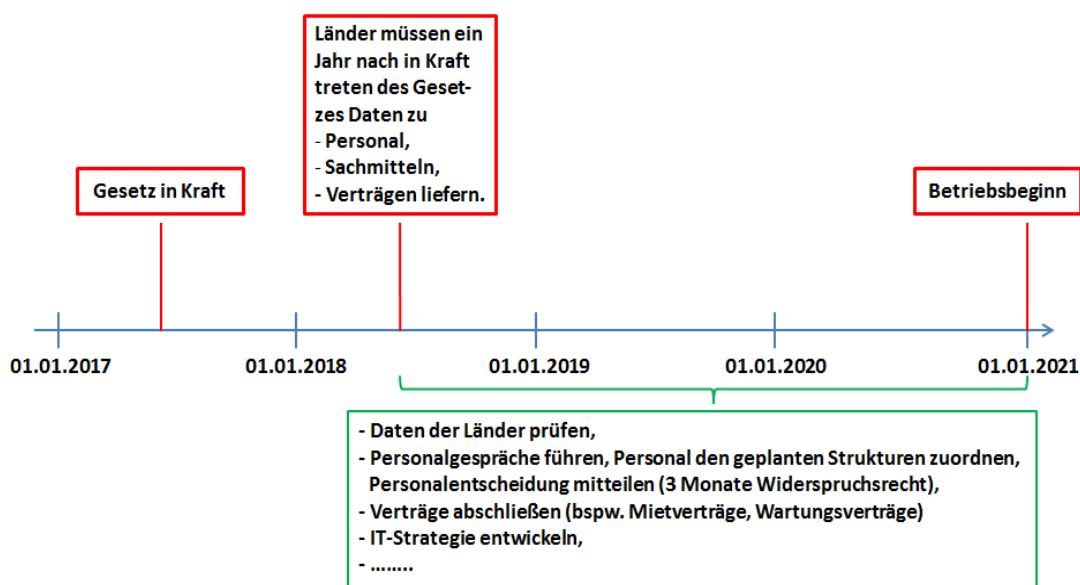 Länder müssen ein
Jahr nach in Kraft
treten des Geset-
zes Daten zu
- Personal,
- Sachmitteln,
- Verträgen liefern.
Gesetz in Kraft
Betriebsbeginn
01.01.2017
01.01.2018
01.01.2019
01.01.2020
01.01.2021
- Daten der Länder prüfen,
- Personalgespräche führen, Personal den geplanten Strukturen zuordnen,
Personalentscheidung mitteilen (3 Monate Widerspruchsrecht),
- Verträge abschließen (bspw. Mietverträge, Wartungsverträge)
- IT-Strategie entwickeln,
- ........